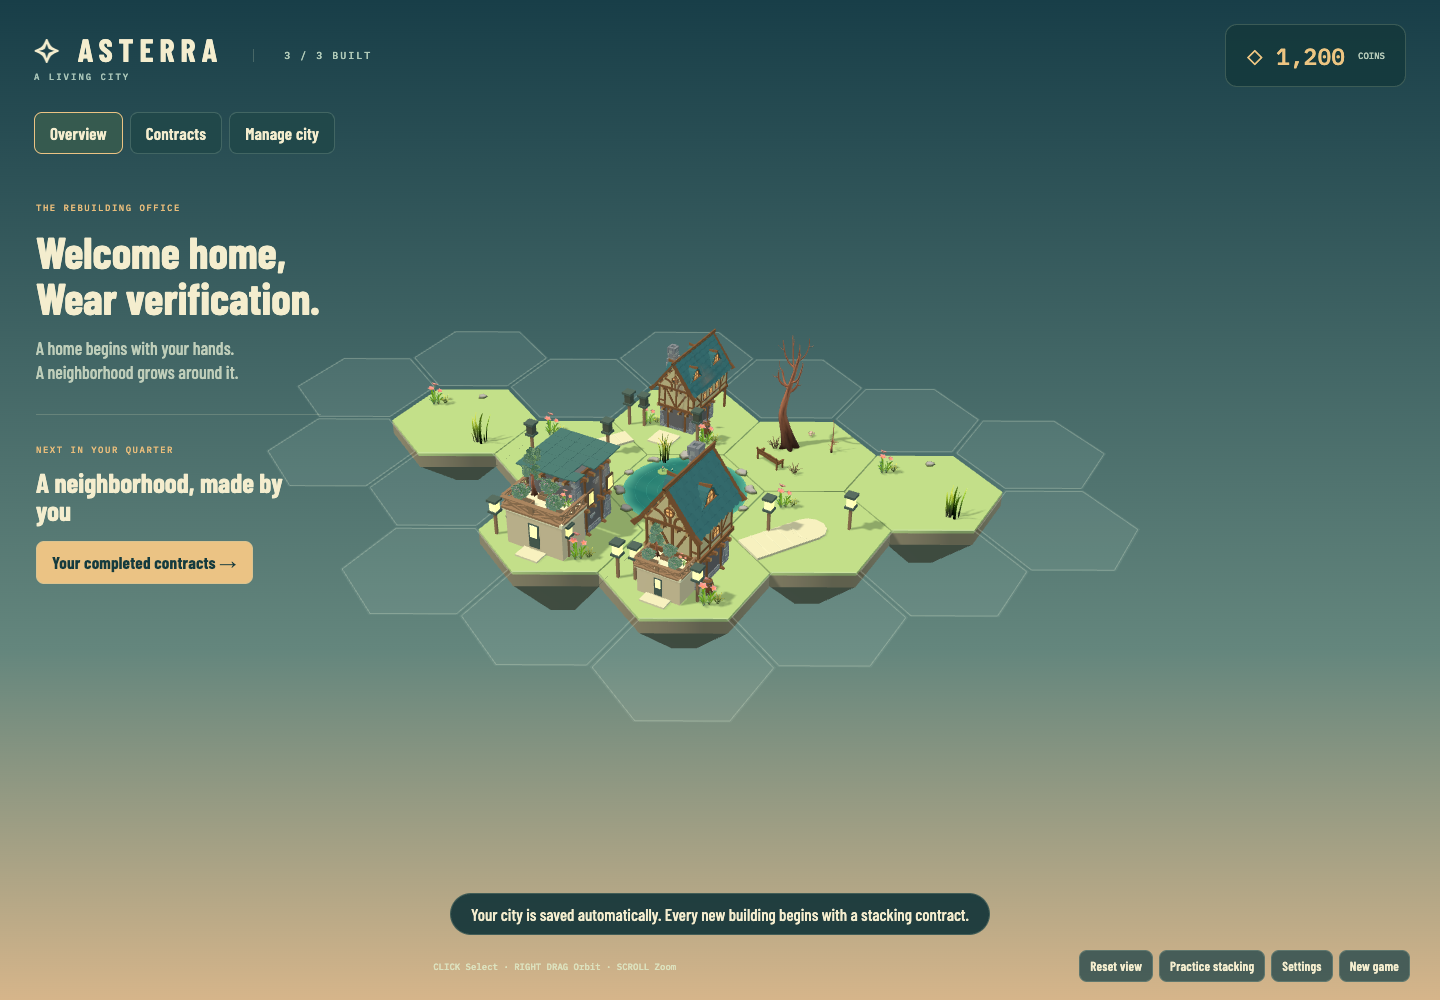 ASTERRA
A LIVING CITY
3 / 3 BUILT
1,200 COINS
Overview
Contracts
Manage city
THE REBUILDING OFFICE
Welcome home,
Wear verification.
A home begins with your hands.
A neighborhood grows around it.
NEXT IN YOUR QUARTER
A neighborhood, made by
you
Your completed contracts →
Your city is saved automatically. Every new building begins with a stacking contract.
CLICK Select · RIGHT DRAG Orbit · SCROLL Zoom
Reset view
Practice stacking
Settings
New game